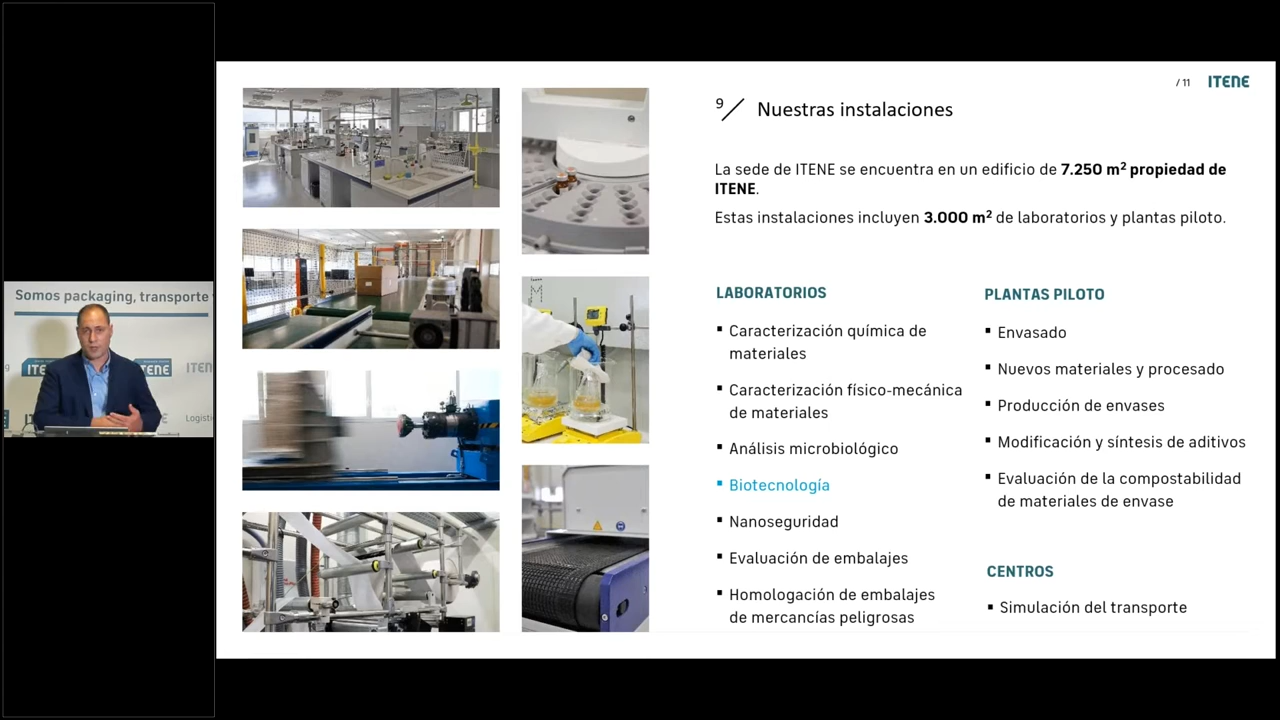 / 11 ITENE
9 Nuestras instalaciones
La sede de ITENE se encuentra en un edificio de 7.250 m² propiedad de
ITENE.
Estas instalaciones incluyen 3.000 m² de laboratorios y plantas piloto.
LABORATORIOS
▪ Caracterización química de
materiales
▪ Caracterización físico-mecánica
de materiales
▪ Análisis microbiológico
▪ Biotecnología
▪ Nanoseguridad
▪ Evaluación de embalajes
▪ Homologación de embalajes
de mercancías peligrosas
PLANTAS PILOTO
▪ Envasado
▪ Nuevos materiales y procesado
▪ Producción de envases
▪ Modificación y síntesis de aditivos
▪ Evaluación de la compostabilidad
de materiales de envase
CENTROS
▪ Simulación del transporte
Somos packaging, transporte
ITENE
ITEN
Logist